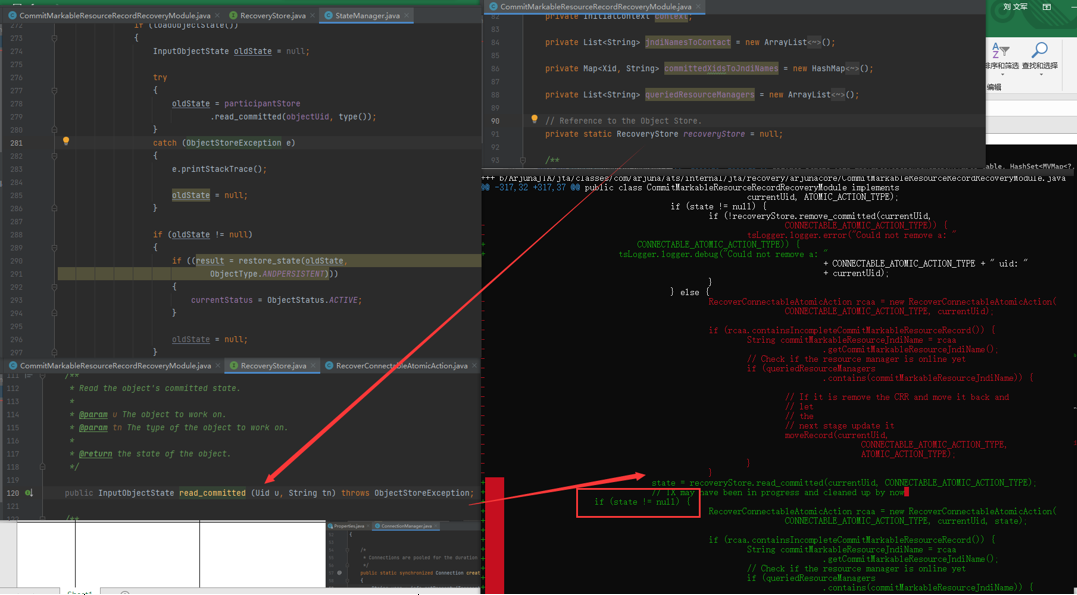 CommitMarkableResourceRecordRecoveryModule.java
RecoveryStore.java
StateManager.java
272
273 {
274 InputObjectState oldState = null;
275
276 try
277 {
278 oldState = participantStore
279 .read_committed(objectUid, type());
280 }
281 catch (ObjectStoreException e)
282 {
283 e.printStackTrace();
284
285 oldState = null;
286 }
287
288 if (oldState != null)
289 {
290 if ((result = restore_state(oldState,
291 ObjectType.ANDPERSISTENT)))
292 {
293 currentStatus = ObjectStatus.ACTIVE;
294 }
295
296 oldState = null;
297 }
CommitMarkableResourceRecordRecoveryModule.java
RecoveryStore.java
RecoverConnectableAtomicAction.java
111 /**
112 * Read the object's committed state.
113 *
114 * @param u The object to work on.
115 * @param tn The type of the object to work on.
116 *
117 * @return the state of the object.
118 */
119
120 public InputObjectState read_committed (Uid u, String tn) throws ObjectStoreException;
121
122 /**
Properties.java
ConnectionManager.java
{
/*
* Connections are pooled for the duration
*/
public static synchronized Connection creat
{
Sheet1
CommitMarkableResourceRecordRecoveryModule.java
82 private InitialContext context;
83
84 private List<String> jndiNamesToContact = new ArrayList<~>();
85
86 private Map<Xid, String> committedXidsToJndiNames = new HashMap<~>();
87
88 private List<String> queriedResourceManagers = new ArrayList<~>();
89
90 // Reference to the Object Store.
91 private static RecoveryStore recoveryStore = null;
92
93 /**
刘 文军
排序和筛选 查找和选择
编辑
HashSet<MVMap<?,
+++ b/ArjunaJTA/jta/classes/com/arjuna/ats/internal/jta/recovery/arjunacore/CommitMarkableResourceRecordRecoveryModule.java
@@ -317,32 +317,37 @@ public class CommitMarkableResourceRecordRecoveryModule implements
currentUid, ATOMIC_ACTION_TYPE);
if (state != null) {
if (!recoveryStore.remove_committed(currentUid,
- CONNECTABLE_ATOMIC_ACTION_TYPE)) {
- tsLogger.logger.error("Could not remove a: "
+ CONNECTABLE_ATOMIC_ACTION_TYPE)) {
+ tsLogger.logger.debug("Could not remove a: "
+ CONNECTABLE_ATOMIC_ACTION_TYPE + " uid: "
+ currentUid);
}
} else {
- RecoverConnectableAtomicAction rcaa = new RecoverConnectableAtomicAction(
- CONNECTABLE_ATOMIC_ACTION_TYPE, currentUid);
-
- if (rcaa.containsIncompleteCommitMarkableResourceRecord()) {
- String commitMarkableResourceJndiName = rcaa
- .getCommitMarkableResourceJndiName();
- // Check if the resource manager is online yet
- if (queriedResourceManagers
- .contains(commitMarkableResourceJndiName)) {
-
- // If it is remove the CRR and move it back and
- // let
- // the
- // next stage update it
- moveRecord(currentUid,
- CONNECTABLE_ATOMIC_ACTION_TYPE,
- ATOMIC_ACTION_TYPE);
- }
- }
+ state = recoveryStore.read_committed(currentUid, CONNECTABLE_ATOMIC_ACTION_TYPE);
+ // TX may have been in progress and cleaned up by now
+ if (state != null) {
+ RecoverConnectableAtomicAction rcaa = new RecoverConnectableAtomicAction(
+ CONNECTABLE_ATOMIC_ACTION_TYPE, currentUid, state);
+
+ if (rcaa.containsIncompleteCommitMarkableResourceRecord()) {
+ String commitMarkableResourceJndiName = rcaa
+ .getCommitMarkableResourceJndiName();
+ // Check if the resource manager is online yet
+ if (queriedResourceManagers
+ .contains(commitMarkableResourceJndiName)) {